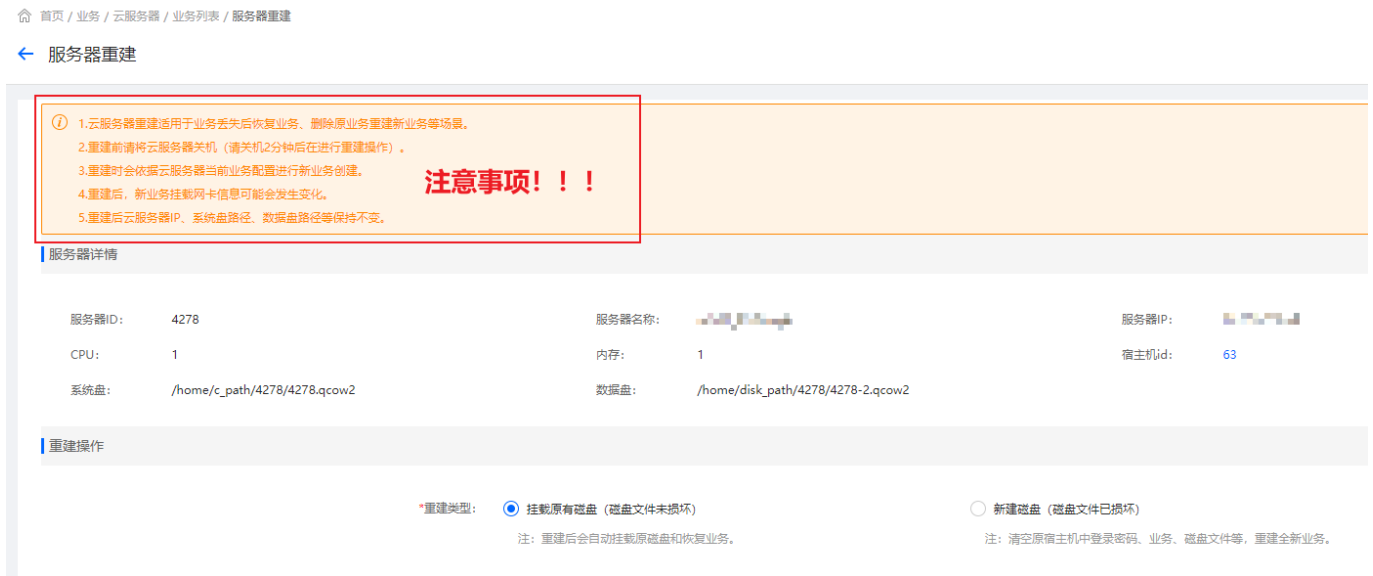 首页 / 业务 / 云服务器 / 业务列表 / 服务器重建
服务器重建
1.云服务器重建适用于业务丢失后恢复业务、删除原业务重建新业务等场景。
2.重建前请将云服务器关机（请关机2分钟后在进行重建操作）。
3.重建时会依据云服务器当前业务配置进行新业务创建。
4.重建后，新业务挂载网卡信息可能会发生变化。
5.重建后云服务器IP、系统盘路径、数据盘路径等保持不变。
注意事项！！！
服务器详情
服务器ID： 4278 服务器名称： 服务器IP：
CPU： 1 内存： 1 宿主机id： 63
系统盘： /home/c_path/4278/4278.qcow2 数据盘： /home/disk_path/4278/4278-2.qcow2
重建操作
*重建类型： 挂载原有磁盘（磁盘文件未损坏） 新建磁盘（磁盘文件已损坏）
注：重建后会自动挂载原磁盘和恢复业务。 注：清空原宿主机中登录密码、业务、磁盘文件等，重建全新业务。